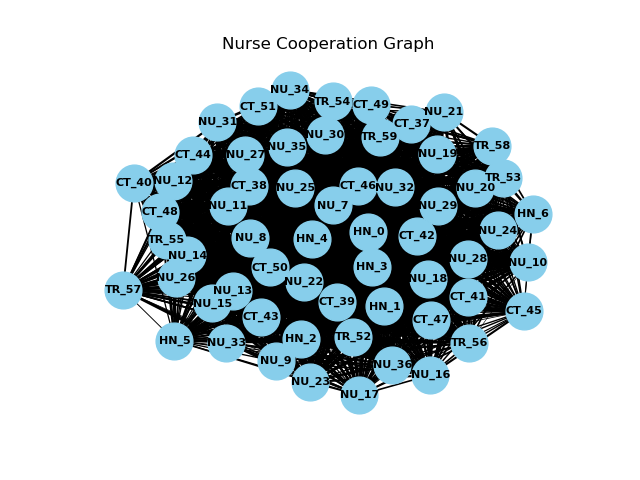 Nurse Cooperation Graph
NU_34
TR_54
CT_49
CT_51
NU_21
NU_31
CT_37
NU_30
TR_59
NU_35
TR_58
NU_19
CT_44
NU_27
TR_53
NU_12
CT_40
CT_38
NU_25
CT_46
NU_32
NU_20
NU_11
NU_7
NU_29
CT_48
HN_6
NU_24
HN_0
CT_42
NU_8
HN_4
TR_55
NU_14
NU_28
NU_10
CT_50
HN_3
NU_26
NU_18
NU_22
TR_57
NU_13
CT_41
NU_15
CT_39
HN_1
CT_45
CT_43
CT_47
TR_52
HN_2
HN_5
NU_33
TR_56
NU_9
NU_36
NU_16
NU_23
NU_17